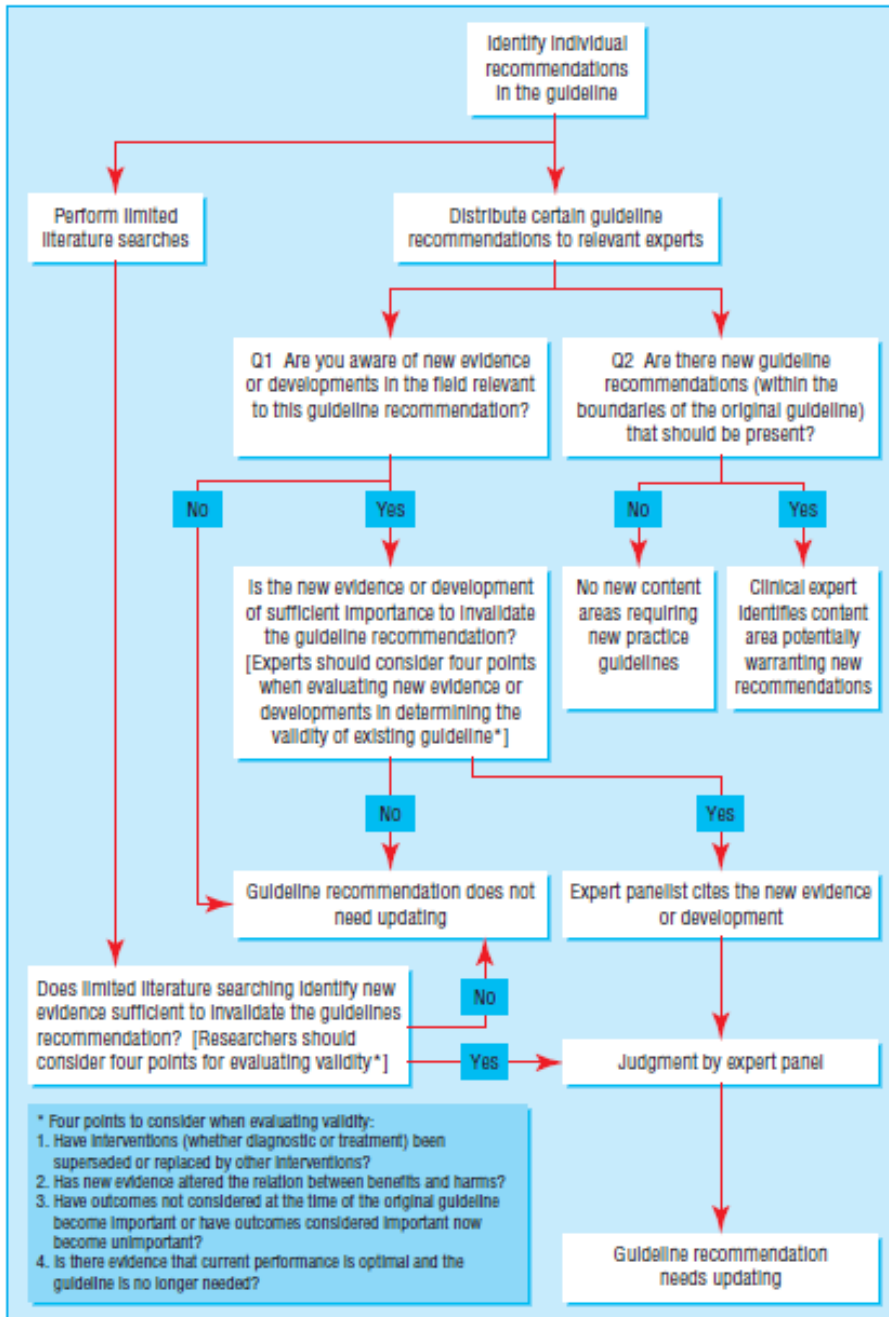 Identify individual
recommendations
in the guideline
Perform limited
literature searches
Distribute certain guideline
recommendations to relevant experts
Q1 Are you aware of new evidence
or developments in the field relevant
to this guideline recommendation?
Q2 Are there new guideline
recommendations (within the
boundaries of the original guideline)
that should be present?
No
Yes
No
Yes
Is the new evidence or development
of sufficient importance to invalidate
the guideline recommendation?
[Experts should consider four points
when evaluating new evidence or
developments in determining the
validity of existing guideline*]
No new content
areas requiring
new practice
guidelines
Clinical expert
identifies content
area potentially
warranting new
recommendations
No
Yes
Guideline recommendation does not
need updating
Expert panelist cites the new evidence
or development
Does limited literature searching identify new
evidence sufficient to invalidate the guidelines
recommendation? [Researchers should
consider four points for evaluating validity*]
No
Yes
Judgment by expert panel
* Four points to consider when evaluating validity:
1. Have interventions (whether diagnostic or treatment) been
superseded or replaced by other interventions?
2. Has new evidence altered the relation between benefits and harms?
3. Have outcomes not considered at the time of the original guideline
become important or have outcomes considered important now
become unimportant?
4. Is there evidence that current performance is optimal and the
guideline is no longer needed?
Guideline recommendation
needs updating